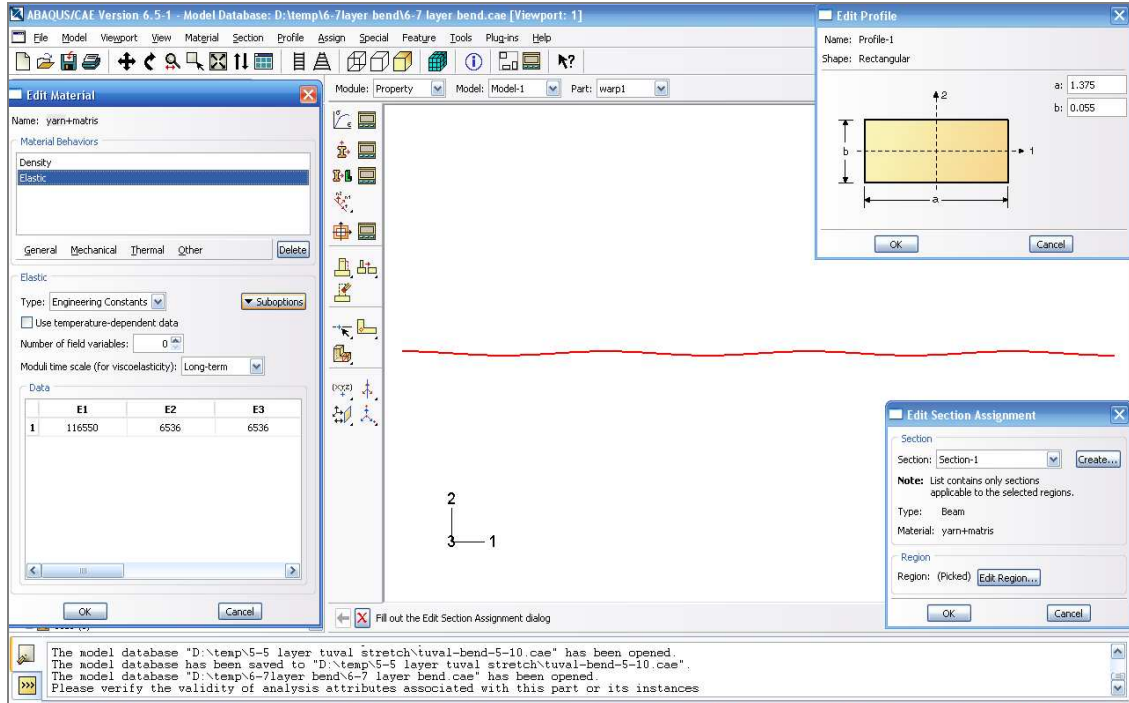 ABAQUS/CAE Version 6.5-1 - Model Database: D:\temp\6-7layer bend\6-7 layer bend.cae [Viewport: 1]
File Model Viewport View Material Section Profile Assign Special Feature Tools Plug-ins Help
Module: Property Model: Model-1 Part: warp1
Edit Material
Name: yarn+matris
Material Behaviors
Density
Elastic
General Mechanical Thermal Other Delete
Elastic
Type: Engineering Constants Suboptions
Use temperature-dependent data
Number of field variables: 0
Moduli time scale (for viscoelasticity): Long-term
Data
E1 E2 E3
1 116550 6536 6536
OK Cancel
Edit Profile
Name: Profile-1
Shape: Rectangular
a: 1.375
b: 0.055
2
b
1
a
OK Cancel
2
3 1
Edit Section Assignment
Section
Section: Section-1 Create...
Note: List contains only sections
applicable to the selected regions.
Type: Beam
Material: yarn+matris
Region
Region: (Picked) Edit Region...
OK Cancel
Fill out the Edit Section Assignment dialog
The model database "D:\temp\5-5 layer tuval stretch\tuval-bend-5-10.cae" has been opened.
The model database has been saved to "D:\temp\5-5 layer tuval stretch\tuval-bend-5-10.cae".
The model database "D:\temp\6-7layer bend\6-7 layer bend.cae" has been opened.
Please verify the validity of analysis attributes associated with this part or its instances